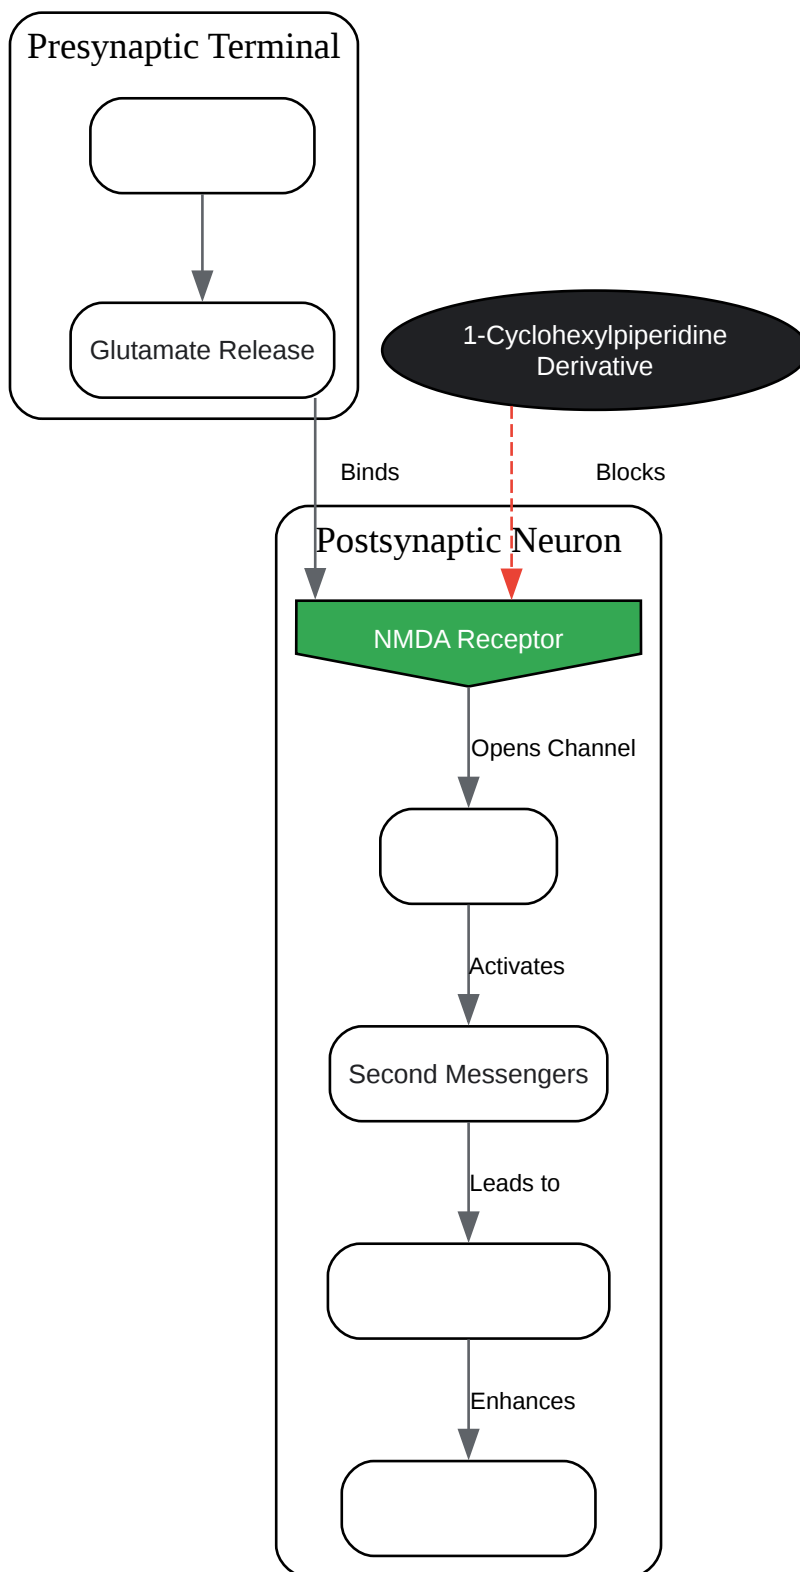 Presynaptic Terminal
Glutamate Release
1-Cyclohexylpiperidine
Derivative
Binds
Blocks
Postsynaptic Neuron
NMDA Receptor
Opens Channel
Activates
Second Messengers
Leads to
Enhances